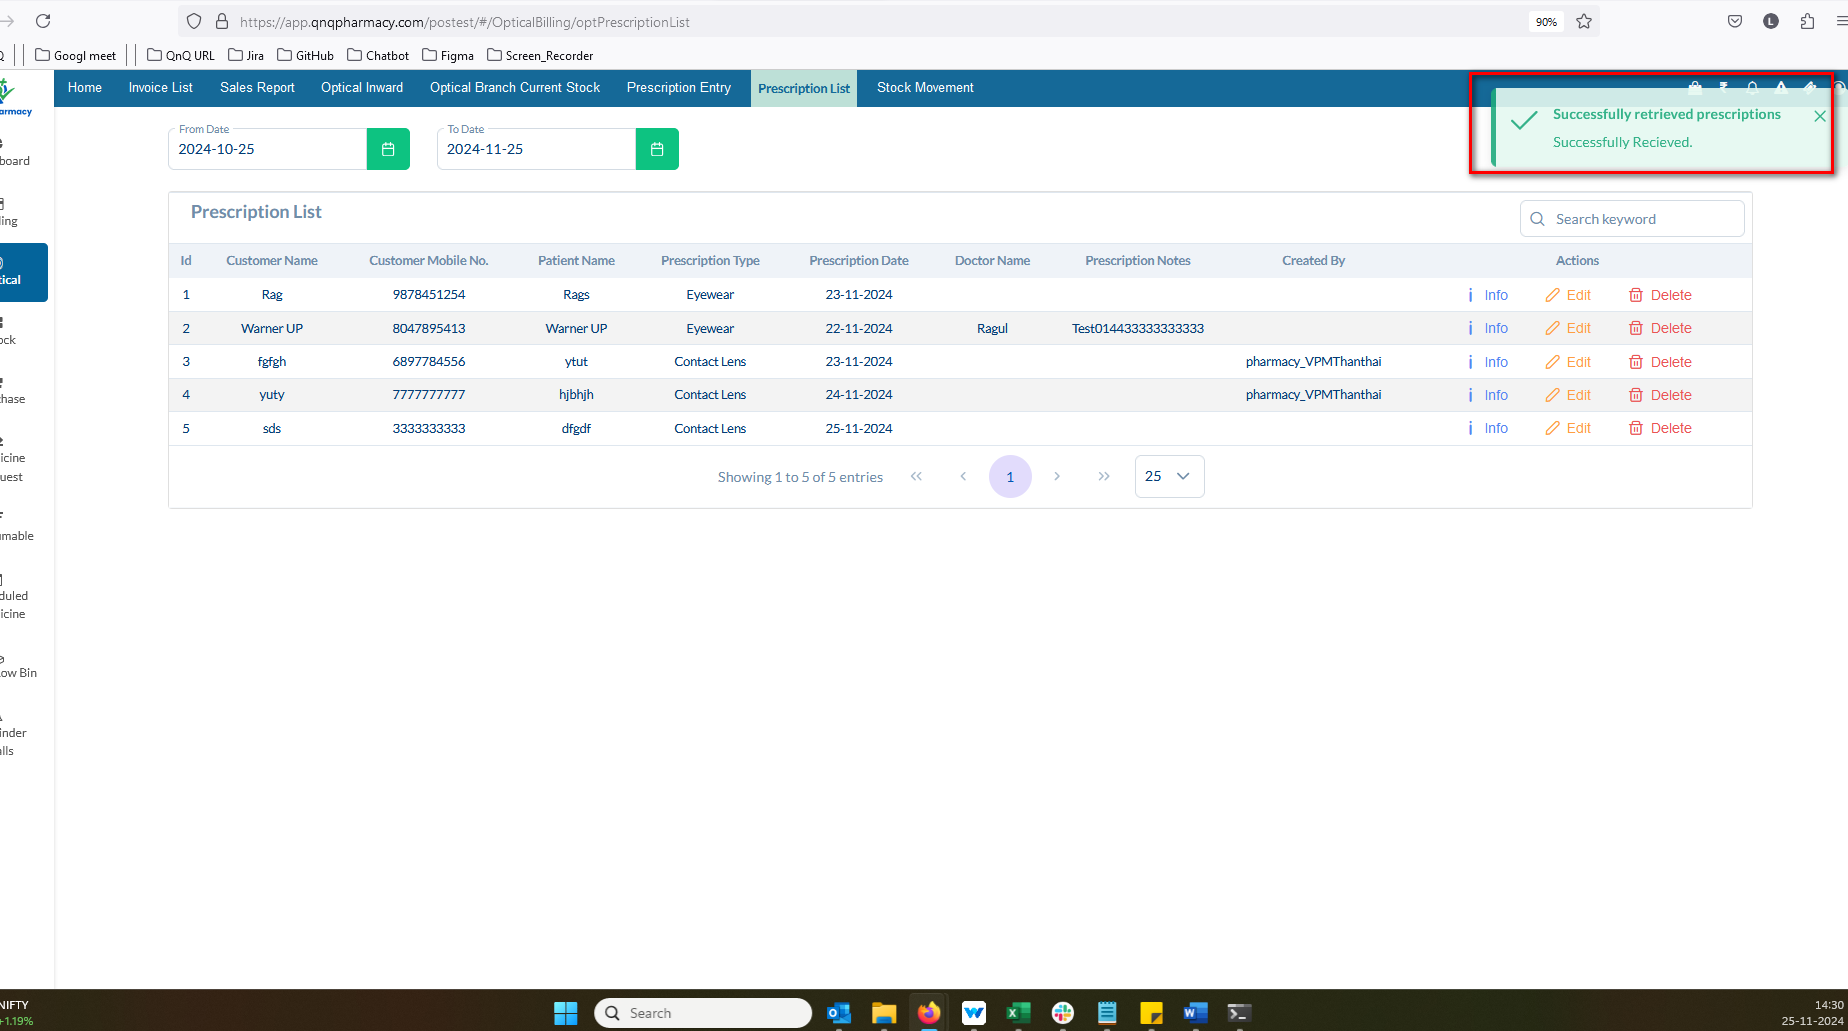 https://app.qnqpharmacy.com/postest/#/OpticalBilling/optPrescriptionList
90%
L
Q
Googl meet
QnQ URL
Jira
GitHub
Chatbot
Figma
Screen_Recorder
armacy
Home
Invoice List
Sales Report
Optical Inward
Optical Branch Current Stock
Prescription Entry
Prescription List
Stock Movement
Successfully retrieved prescriptions
Successfully Recieved.
board
ling
tical
ock
chase
icine
uest
umable
duled
icine
ow Bin
inder
alls
From Date
2024-10-25
To Date
2024-11-25
Prescription List
Search keyword
Id Customer Name Customer Mobile No. Patient Name Prescription Type Prescription Date Doctor Name Prescription Notes Created By Actions
1 Rag 9878451254 Rags Eyewear 23-11-2024 Info Edit Delete
2 Warner UP 8047895413 Warner UP Eyewear 22-11-2024 Ragul Test014433333333333 Info Edit Delete
3 fgfgh 6897784556 ytut Contact Lens 23-11-2024 pharmacy_VPMThanthai Info Edit Delete
4 yuty 7777777777 hjbhjh Contact Lens 24-11-2024 pharmacy_VPMThanthai Info Edit Delete
5 sds 3333333333 dfgdf Contact Lens 25-11-2024 Info Edit Delete
Showing 1 to 5 of 5 entries
1
25
NIFTY
+1.19%
Search
14:30
25-11-2024